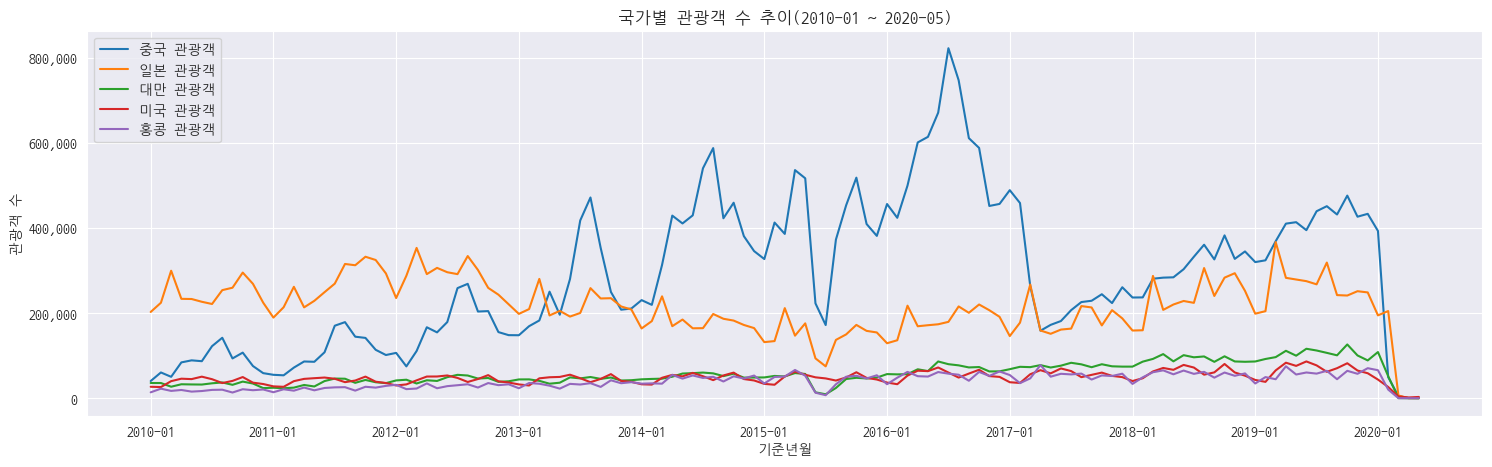 국가별 관광객 수 추이(2010-01 ~ 2020-05)
중국 관광객
일본 관광객
대만 관광객
미국 관광객
홍콩 관광객
관광객 수
800,000
600,000
400,000
200,000
0
2010-01 2011-01 2012-01 2013-01 2014-01 2015-01 2016-01 2017-01 2018-01 2019-01 2020-01
기준년월